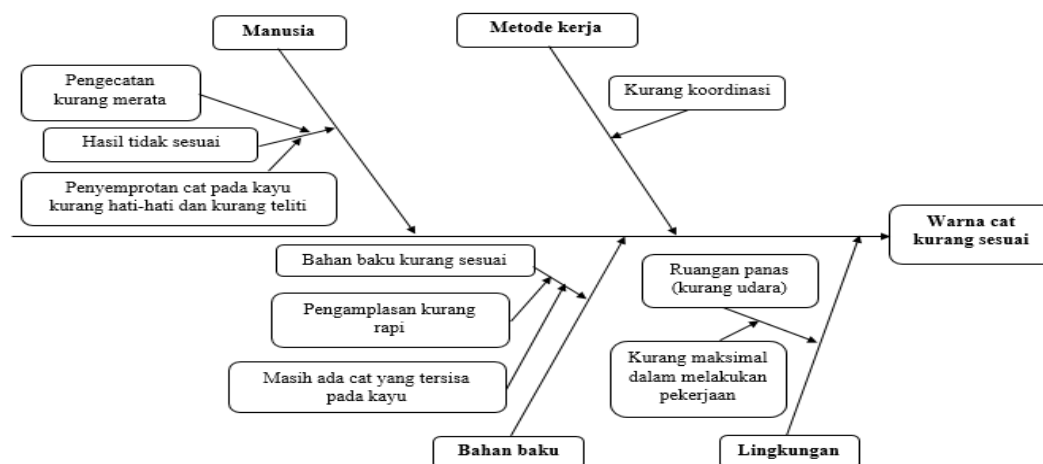 Manusia
Metode kerja
Pengecatan
kurang merata
Kurang koordinasi
Hasil tidak sesuai
Penyemprotan cat pada kayu
kurang hati-hati dan kurang teliti
Warna cat
kurang sesuai
Bahan baku kurang sesuai
Ruangan panas
(kurang udara)
Pengamplasan kurang
rapi
Kurang maksimal
dalam melakukan
pekerjaan
Masih ada cat yang tersisa
pada kayu
Bahan baku
Lingkungan